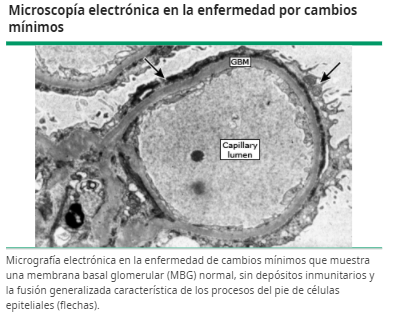 Microscopía electrónica en la enfermedad por cambios
mínimos
GBM
Capillary
lumen
Micrografía electrónica en la enfermedad de cambios mínimos que muestra
una membrana basal glomerular (MBG) normal, sin depósitos inmunitarios y
la fusión generalizada característica de los procesos del pie de células
epiteliales (flechas).